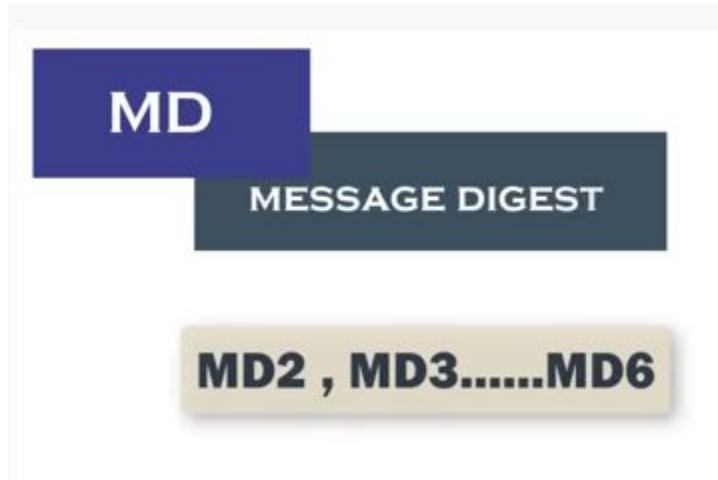 MD
MESSAGE DIGEST
MD2 , MD3......MD6